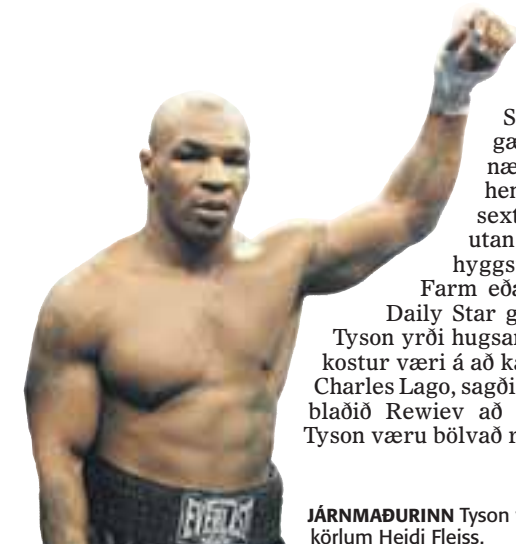 S
gæ
næ
hen
sext
utan
hyggs
Farm eða
Daily Star g
Tyson yrði hugsan
kostur væri á að ka
Charles Lago, sagði
blaðið Rewiev að
Tyson væru bölvað r
EVERLAST
JÁRNMAÐURINN Tyson
körlum Heidi Fleiss.